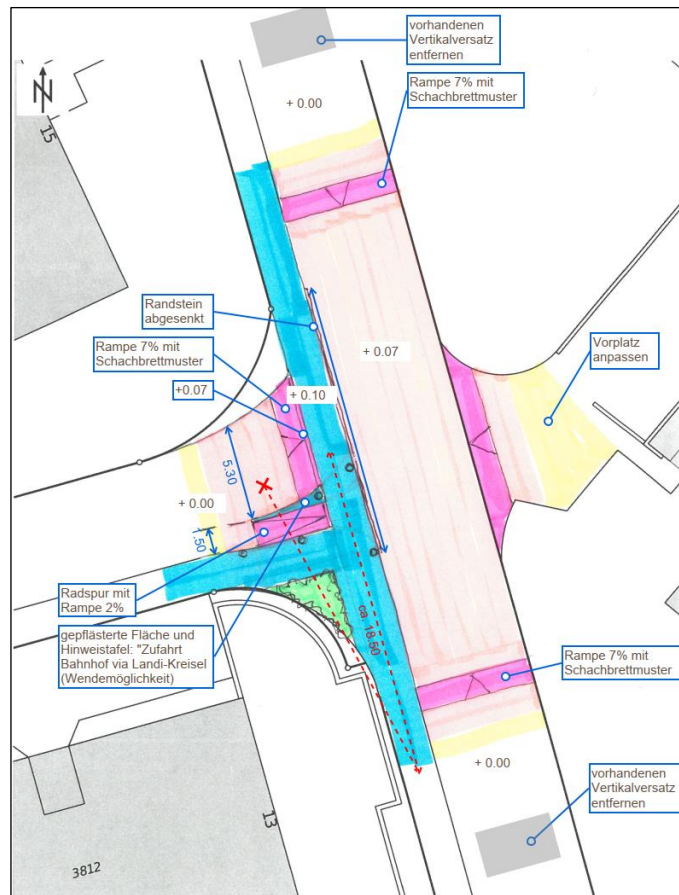 vorhandenen
Vertikalversatz
entfernen
N
+ 0.00
Rampe 7% mit
Schachbrettmuster
15
Randstein
abgesenkt
Rampe 7% mit
Schachbrettmuster
+0.07
+ 0.07
+ 0.10
Vorplatz
anpassen
5.30
+ 0.00
1.50
Radspur mit
Rampe 2%
ca. 18.50
gepflästerte Fläche und
Hinweistafel: "Zufahrt
Bahnhof via Landi-Kreisel
(Wendemöglichkeit)
Rampe 7% mit
Schachbrettmuster
+ 0.00
vorhandenen
Vertikalversatz
entfernen
13
3812